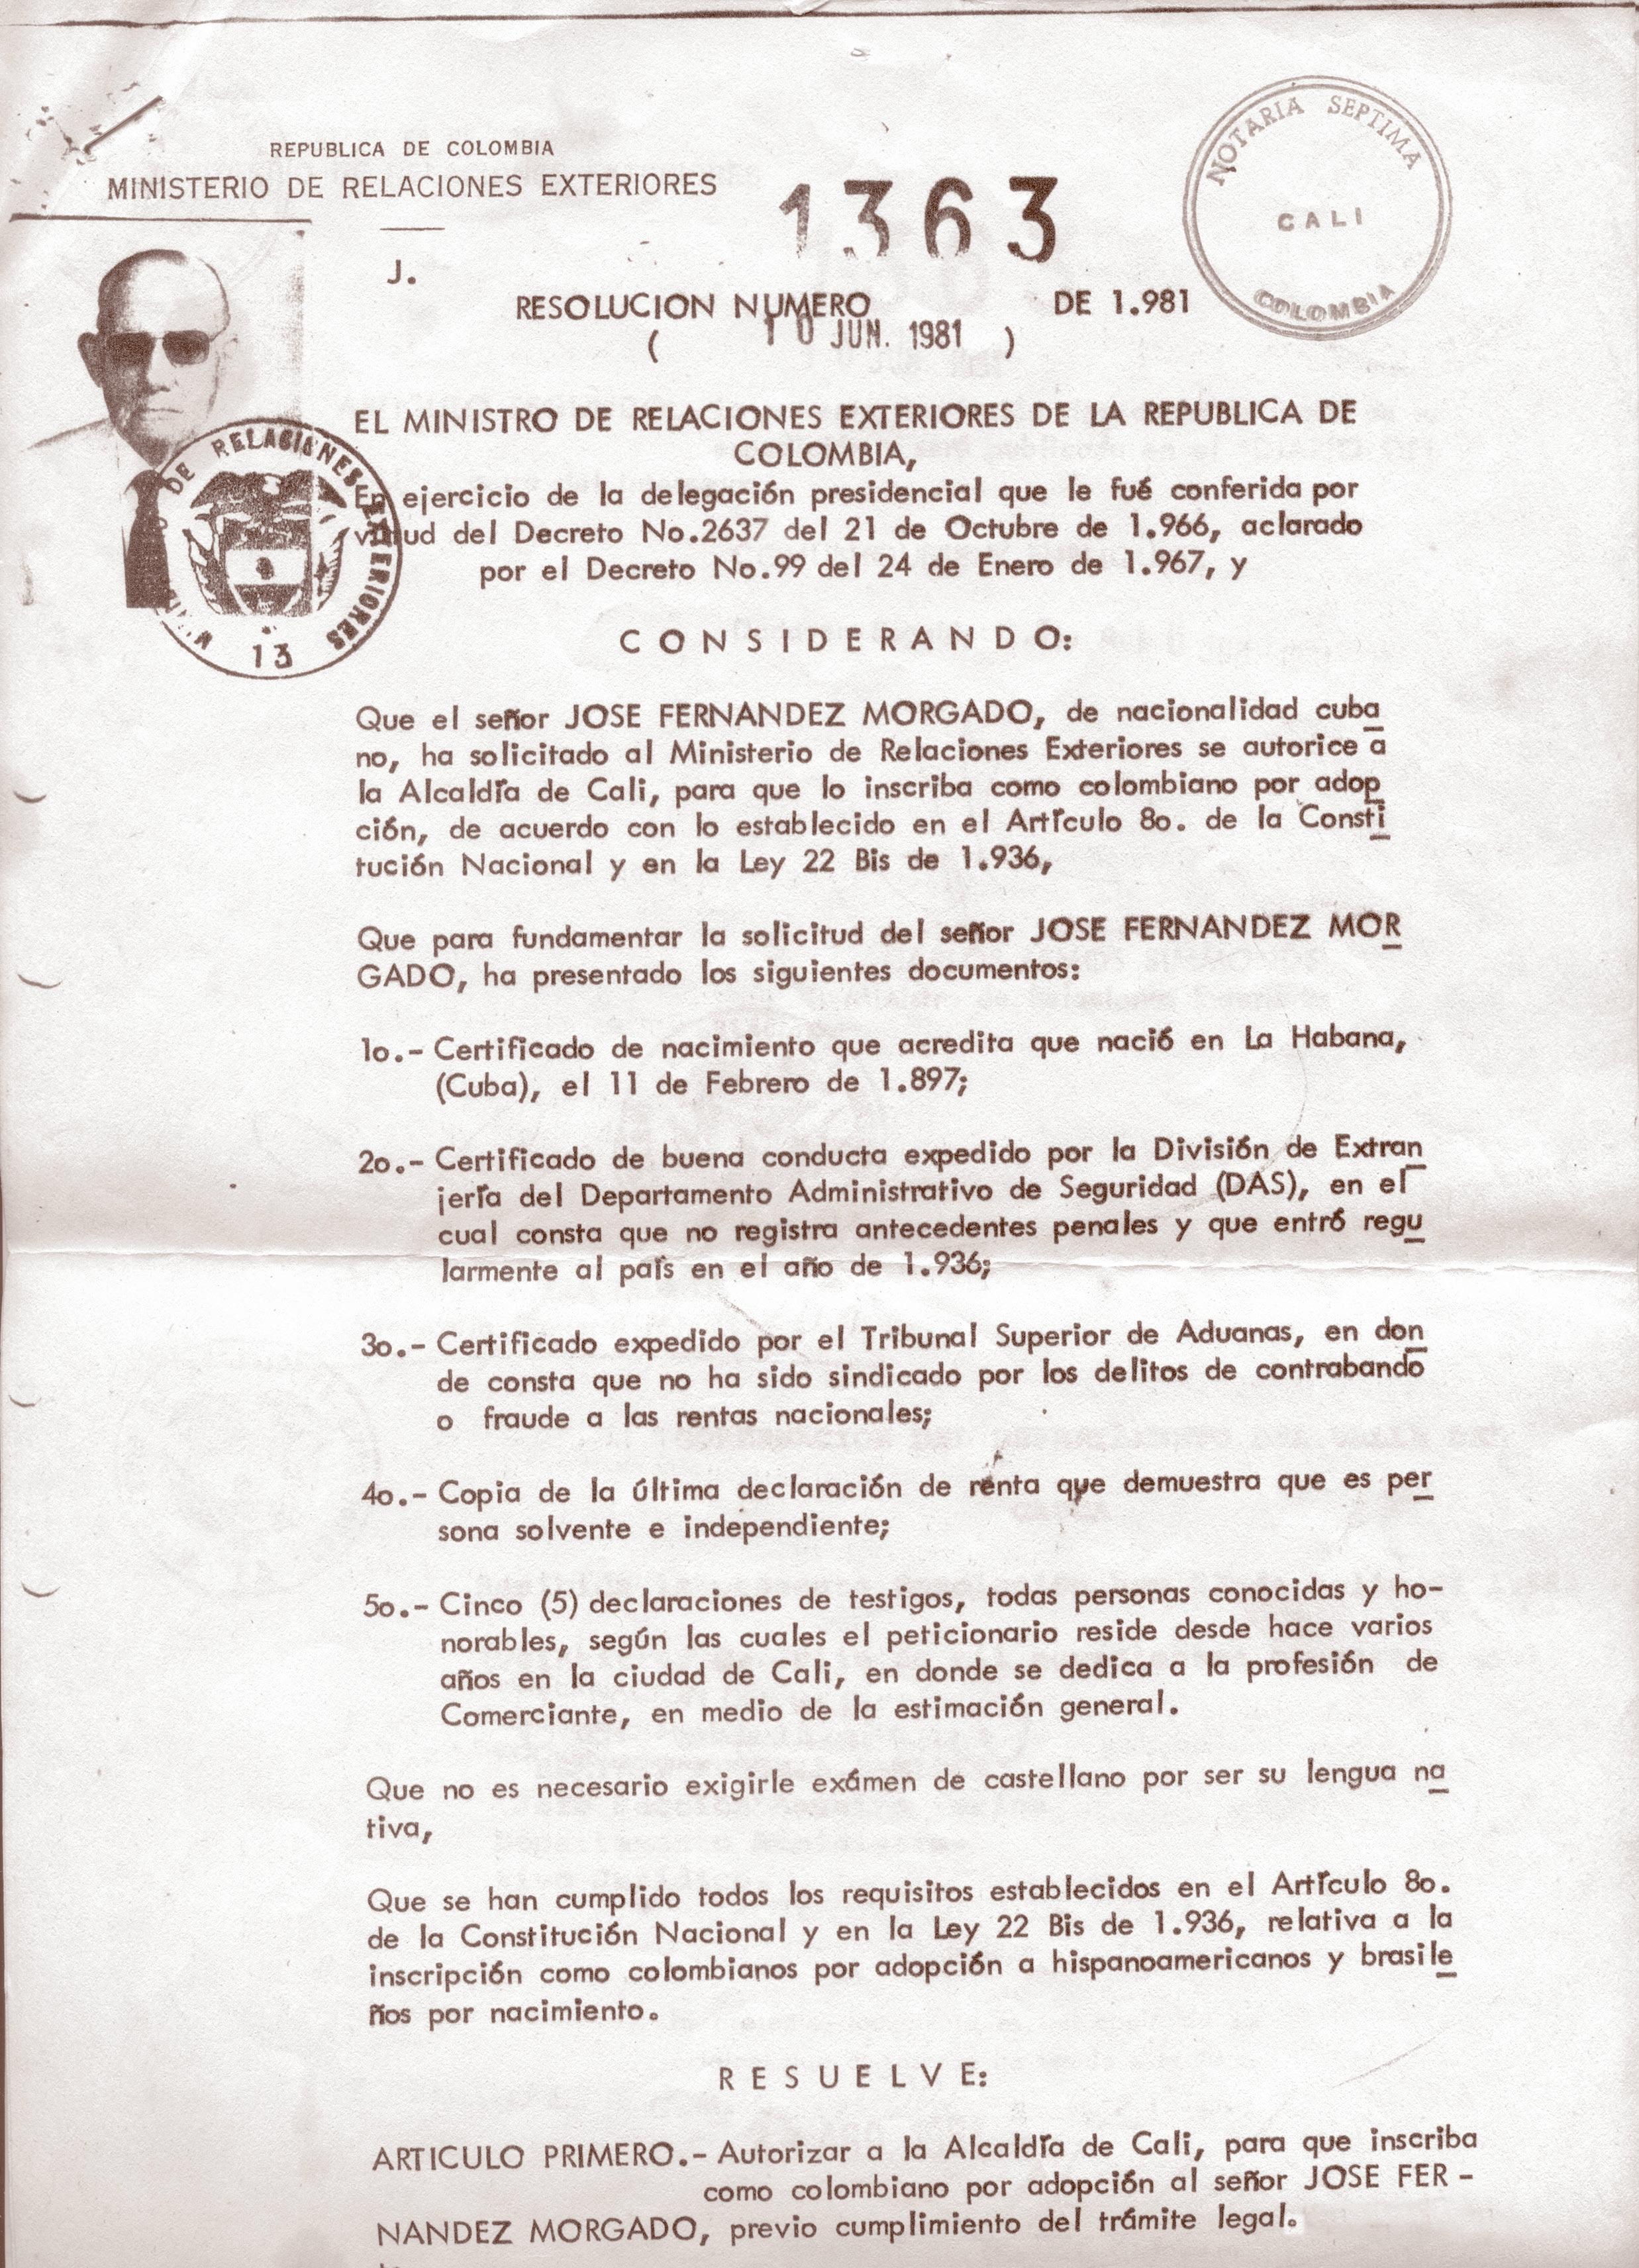 REPUBLICA DE COLOMBIA
MINISTERIO DE RELACIONES EXTERIORES
1363
NOTARIA SEPTIMA
CALI
COLOMBIA
J.
RESOLUCION NUMERO DE 1.981
( 10 JUN. 1981 )
EL MINISTRO DE RELACIONES EXTERIORES DE LA REPUBLICA DE
COLOMBIA,
DE RELACIONES EXTERIORES
13
En ejercicio de la delegación presidencial que le fué conferida por
virtud del Decreto No.2637 del 21 de Octubre de 1.966, aclarado
por el Decreto No.99 del 24 de Enero de 1.967, y
C O N S I D E R A N D O:
Que el señor JOSE FERNANDEZ MORGADO, de nacionalidad cuba
no, ha solicitado al Ministerio de Relaciones Exteriores se autorice a
la Alcaldía de Cali, para que lo inscriba como colombiano por adop
ción, de acuerdo con lo establecido en el Artículo 8o. de la Consti
tución Nacional y en la Ley 22 Bis de 1.936,
Que para fundamentar la solicitud del señor JOSE FERNANDEZ MOR
GADO, ha presentado los siguientes documentos:
1o.- Certificado de nacimiento que acredita que nació en La Habana,
(Cuba), el 11 de Febrero de 1.897;
2o.- Certificado de buena conducta expedido por la División de Extran
jería del Departamento Administrativo de Seguridad (DAS), en el
cual consta que no registra antecedentes penales y que entró regu
larmente al país en el año de 1.936;
3o.- Certificado expedido por el Tribunal Superior de Aduanas, en don
de consta que no ha sido sindicado por los delitos de contrabando
o fraude a las rentas nacionales;
4o.- Copia de la última declaración de renta que demuestra que es per
sona solvente e independiente;
5o.- Cinco (5) declaraciones de testigos, todas personas conocidas y ho-
norables, según las cuales el peticionario reside desde hace varios
años en la ciudad de Cali, en donde se dedica a la profesión de
Comerciante, en medio de la estimación general.
Que no es necesario exigirle exámen de castellano por ser su lengua na
tiva,
Que se han cumplido todos los requisitos establecidos en el Artículo 8o.
de la Constitución Nacional y en la Ley 22 Bis de 1.936, relativa a la
inscripción como colombianos por adopción a hispanoamericanos y brasile
ños por nacimiento.
R E S U E L V E:
ARTICULO PRIMERO.- Autorizar a la Alcaldía de Cali, para que inscriba
como colombiano por adopción al señor JOSE FER -
NANDEZ MORGADO, previo cumplimiento del trámite legal.